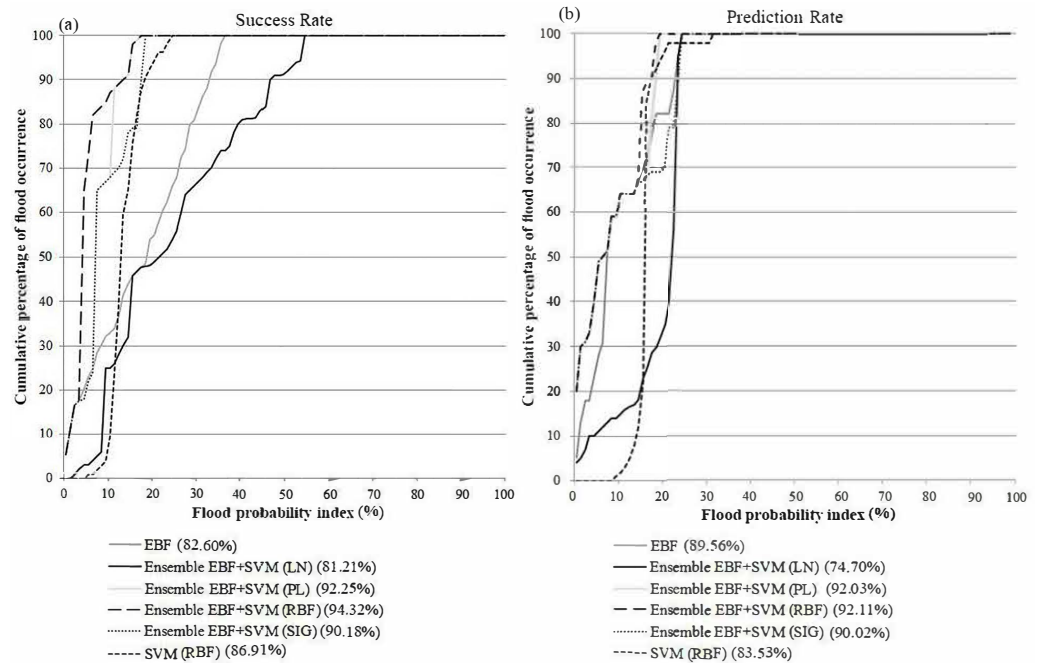 (a)
Success Rate
100
90
80
70
60
50
40
30
20
10
0
Cumulative percentage of flood occurrence
0 10 20 30 40 50 60 70 80 90 100
Flood probability index (%)
EBF (82.60%)
Ensemble EBF+SVM (LN) (81.21%)
Ensemble EBF+SVM (PL) (92.25%)
Ensemble EBF+SVM (RBF) (94.32%)
Ensemble EBF+SVM (SIG) (90.18%)
SVM (RBF) (86.91%)
(b)
Prediction Rate
100
90
80
70
60
50
40
30
20
10
0
Cumulative percentage of flood occurrence
0 10 20 30 40 50 60 70 80 90 100
Flood probability index (%)
EBF (89.56%)
Ensemble EBF+SVM (LN) (74.70%)
Ensemble EBF+SVM (PL) (92.03%)
Ensemble EBF+SVM (RBF) (92.11%)
Ensemble EBF+SVM (SIG) (90.02%)
SVM (RBF) (83.53%)